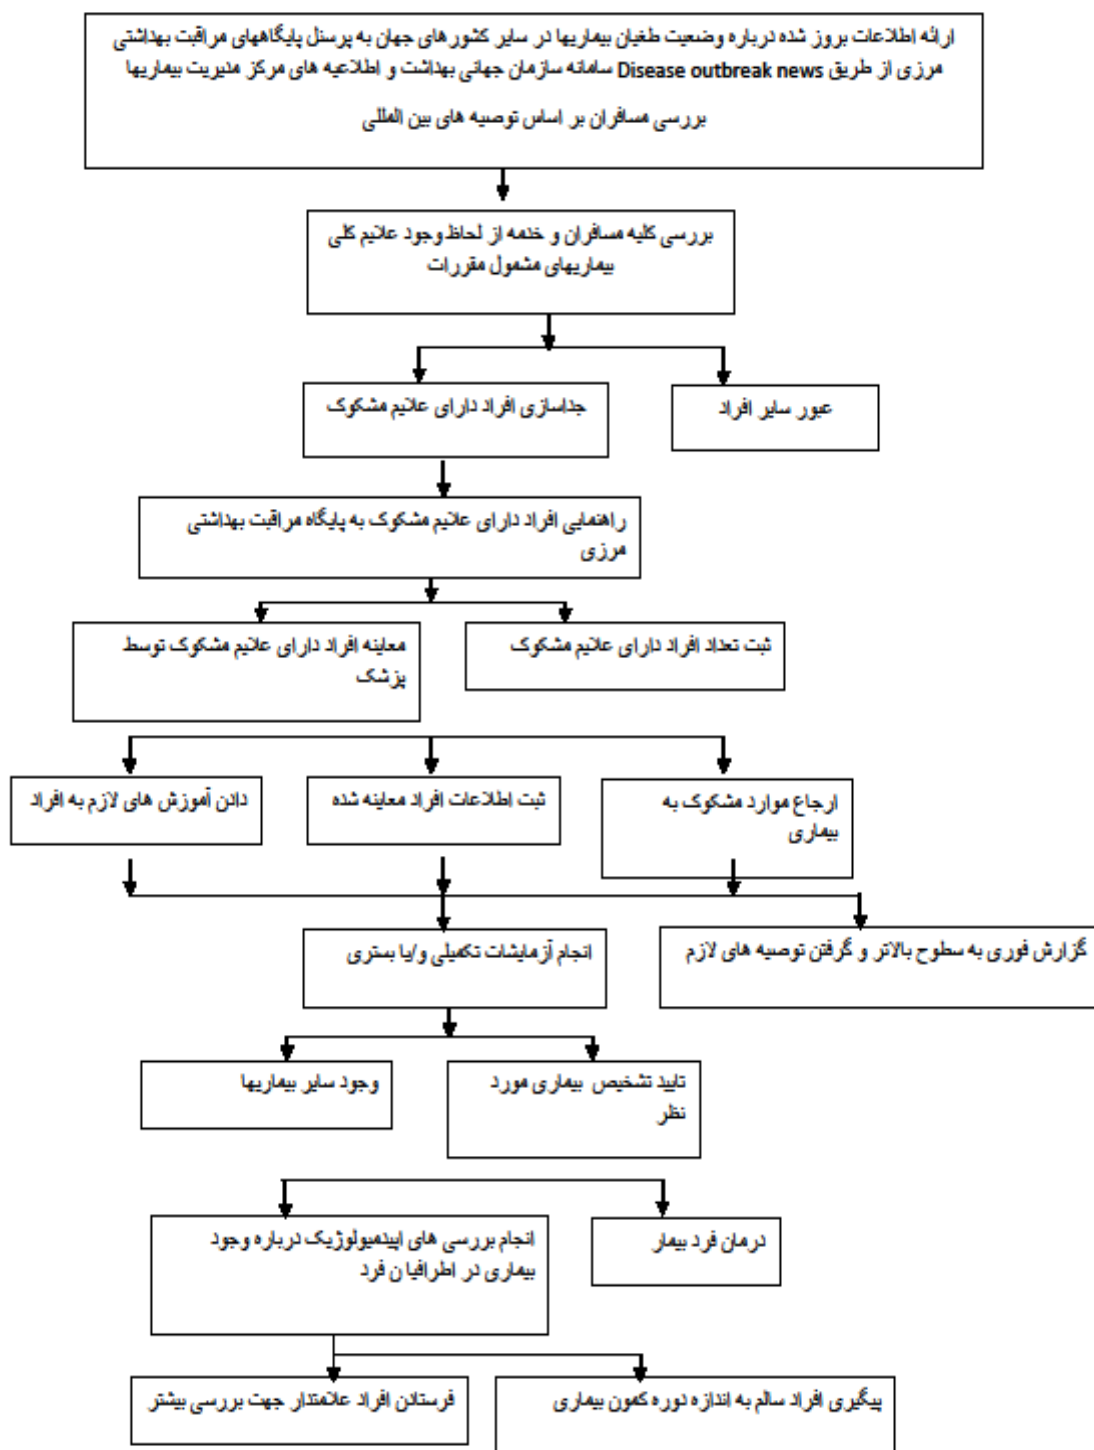 ارائه اطلاعات بروز شده درباره وضعیت طغیان بیماریها در سایر کشورهای جهان به پرسنل پایگاههای مراقبت بهداشتی
مرزی از طریق Disease outbreak news سامانه سازمان جهانی بهداشت و اطلاعیه های مرکز مدیریت بیماریها
بررسی مسافران بر اساس توصیه های بین المللی
بررسی کلیه مسافران و خدمه از لحاظ وجود علایم کلی
بیماریهای مشمول مقررات
عبور سایر افراد
جداسازی افراد دارای علایم مشکوک
راهنمایی افراد دارای علایم مشکوک به پایگاه مراقبت بهداشتی
مرزی
ثبت تعداد افراد دارای علایم مشکوک
معاینه افراد دارای علایم مشکوک توسط
پزشک
ارجاع موارد مشکوک به
بیماری
ثبت اطلاعات افراد معاینه شده
دادن آموزش های لازم به افراد
گزارش فوری به سطوح بالاتر و گرفتن توصیه های لازم
انجام آزمایشات تکمیلی و/یا بستری
تایید تشخیص بیماری مورد
نظر
وجود سایر بیماریها
درمان فرد بیمار
انجام بررسی های اپیدمیولوژیک درباره وجود
بیماری در اطرافیان فرد
پیگیری افراد سالم به اندازه دوره کمون بیماری
فرستادن افراد علامتدار جهت بررسی بیشتر